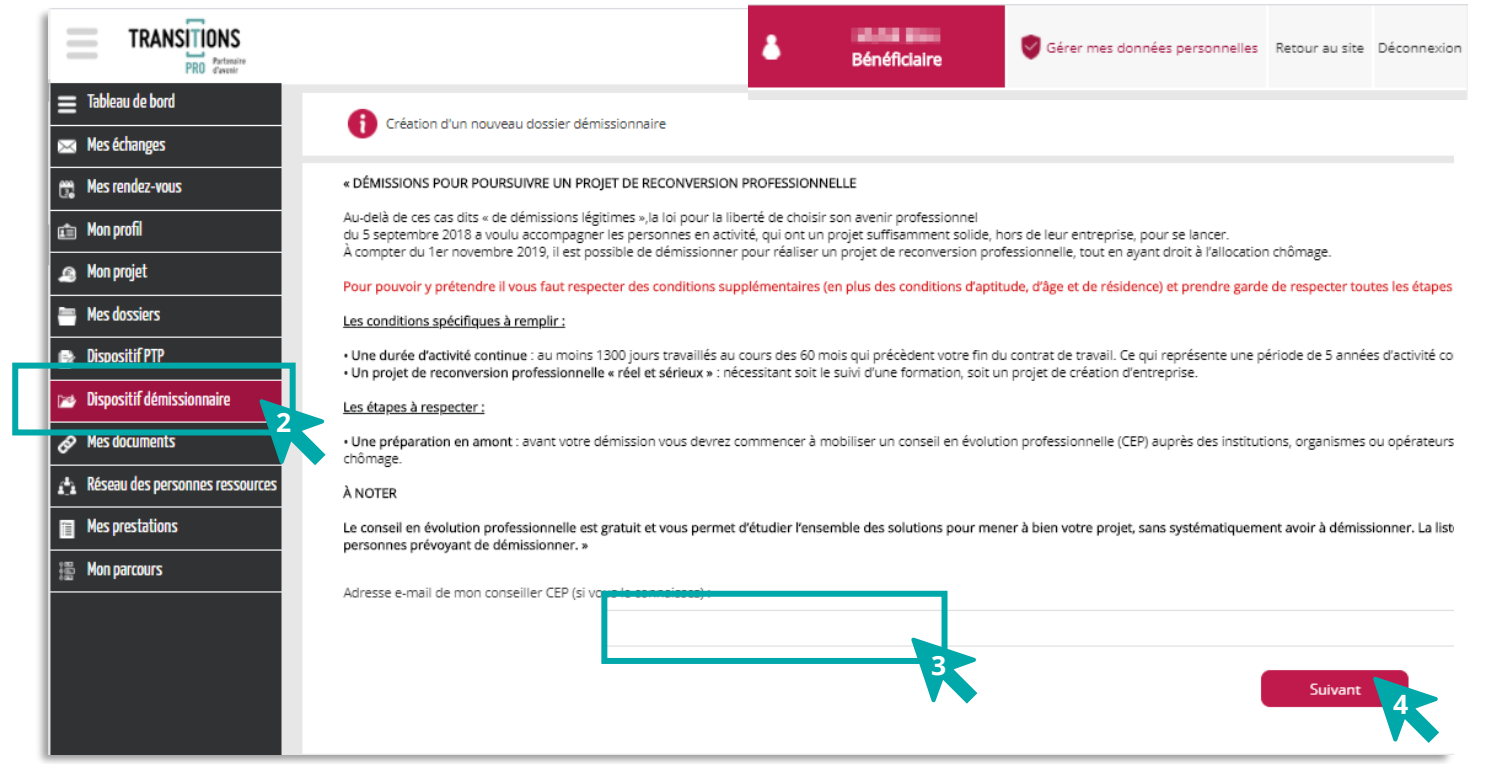 TRANSITIONS
PRO Partenaire
d'avenir
Bénéficiaire
Gérer mes données personnelles
Retour au site
Déconnexion
Tableau de bord
Mes échanges
Mes rendez-vous
Mon profil
Mon projet
Mes dossiers
Dispositif PTP
Dispositif démissionnaire
2
Mes documents
Réseau des personnes ressources
Mes prestations
Mon parcours
Création d'un nouveau dossier démissionnaire
« DÉMISSIONS POUR POURSUIVRE UN PROJET DE RECONVERSION PROFESSIONNELLE
Au-delà de ces cas dits « de démissions légitimes »,la loi pour la liberté de choisir son avenir professionnel
du 5 septembre 2018 a voulu accompagner les personnes en activité, qui ont un projet suffisamment solide, hors de leur entreprise, pour se lancer.
À compter du 1er novembre 2019, il est possible de démissionner pour réaliser un projet de reconversion professionnelle, tout en ayant droit à l'allocation chômage.
Pour pouvoir y prétendre il vous faut respecter des conditions supplémentaires (en plus des conditions d'aptitude, d'âge et de résidence) et prendre garde de respecter toutes les étapes
Les conditions spécifiques à remplir :
• Une durée d'activité continue : au moins 1300 jours travaillés au cours des 60 mois qui précèdent votre fin du contrat de travail. Ce qui représente une période de 5 années d'activité co
• Un projet de reconversion professionnelle « réel et sérieux » : nécessitant soit le suivi d'une formation, soit un projet de création d'entreprise.
Les étapes à respecter :
• Une préparation en amont : avant votre démission vous devrez commencer à mobiliser un conseil en évolution professionnelle (CEP) auprès des institutions, organismes ou opérateurs
chômage.
À NOTER
Le conseil en évolution professionnelle est gratuit et vous permet d'étudier l'ensemble des solutions pour mener à bien votre projet, sans systématiquement avoir à démissionner. La liste
personnes prévoyant de démissionner. »
Adresse e-mail de mon conseiller CEP (si vous le connaissez) :
3
Suivant
4